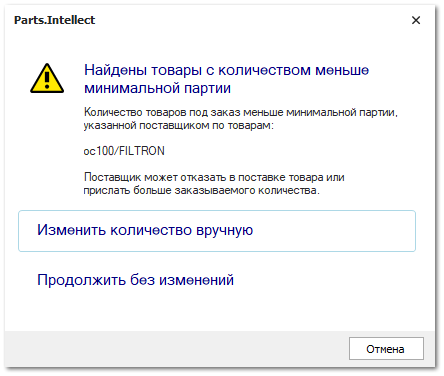 Parts.Intellect
Найдены товары с количеством меньше
минимальной партии
Количество товаров под заказ меньше минимальной партии,
указанной поставщиком по товарам:
ос100/FILTRON
Поставщик может отказать в поставке товара или
прислать больше заказываемого количества.
Изменить количество вручную
Продолжить без изменений
Отмена